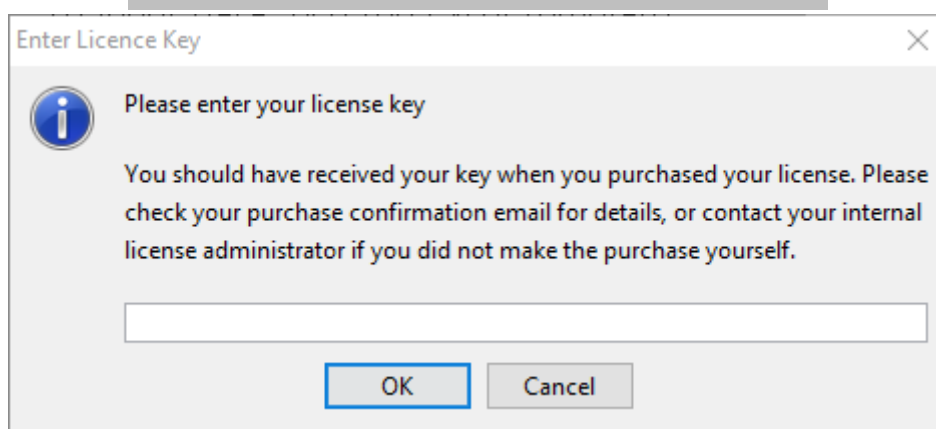 Enter Licence Key
Please enter your license key
You should have received your key when you purchased your license. Please
check your purchase confirmation email for details, or contact your internal
license administrator if you did not make the purchase yourself.
OK
Cancel